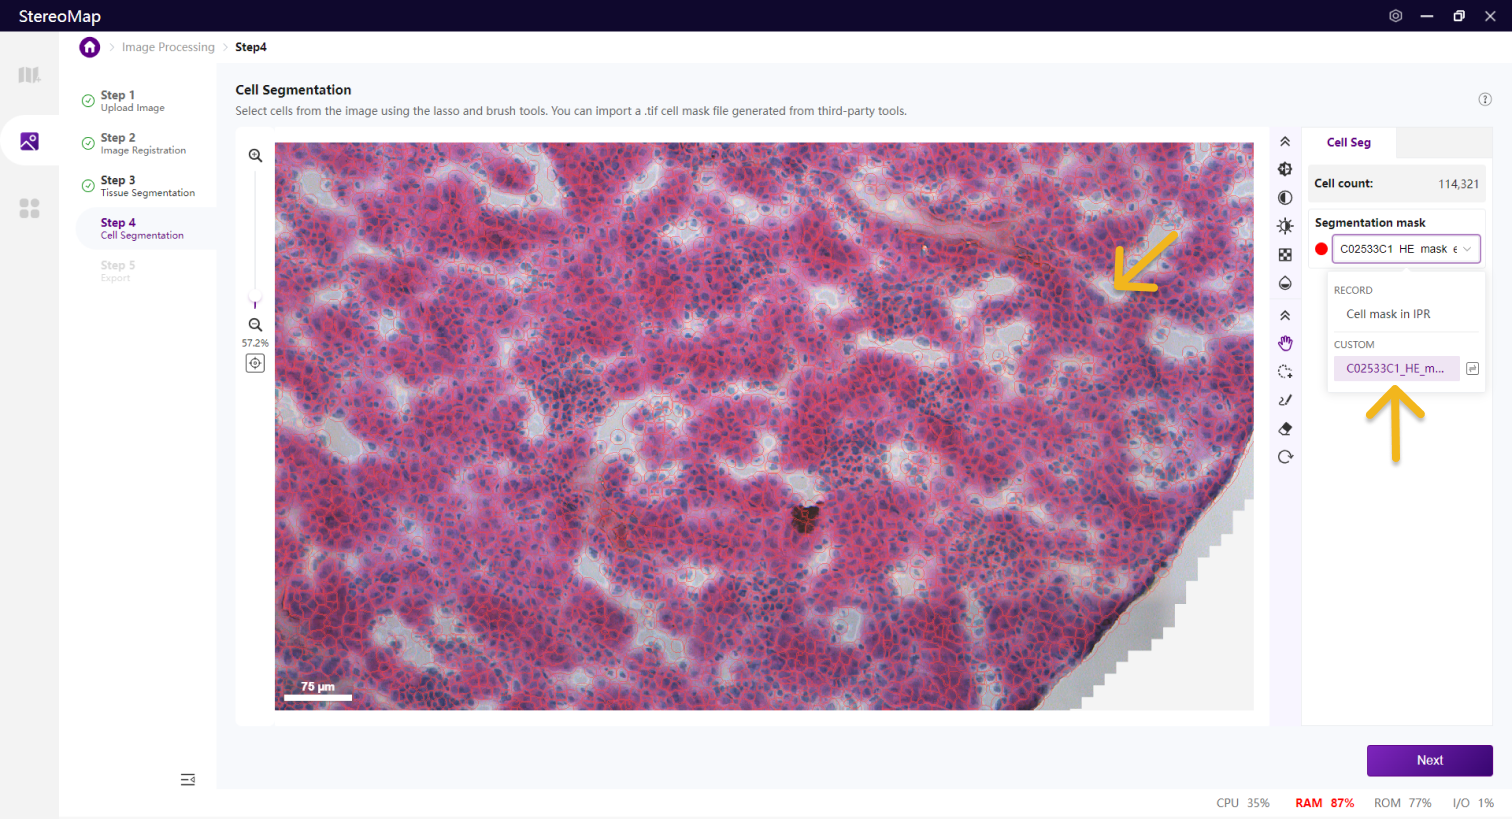 StereoMap
Image Processing
Step4
Step 1
Upload Image
Step 2
Image Registration
Step 3
Tissue Segmentation
Step 4
Cell Segmentation
Step 5
Export
Cell Segmentation
Select cells from the image using the lasso and brush tools. You can import a .tif cell mask file generated from third-party tools.
57.2%
75 μm
Cell Seg
Cell count: 114,321
Segmentation mask
C02533C1_HE_mask_e
RECORD
Cell mask in IPR
CUSTOM
C02533C1_HE_m...
Next
CPU 35% RAM 87% ROM 77% I/O 1%